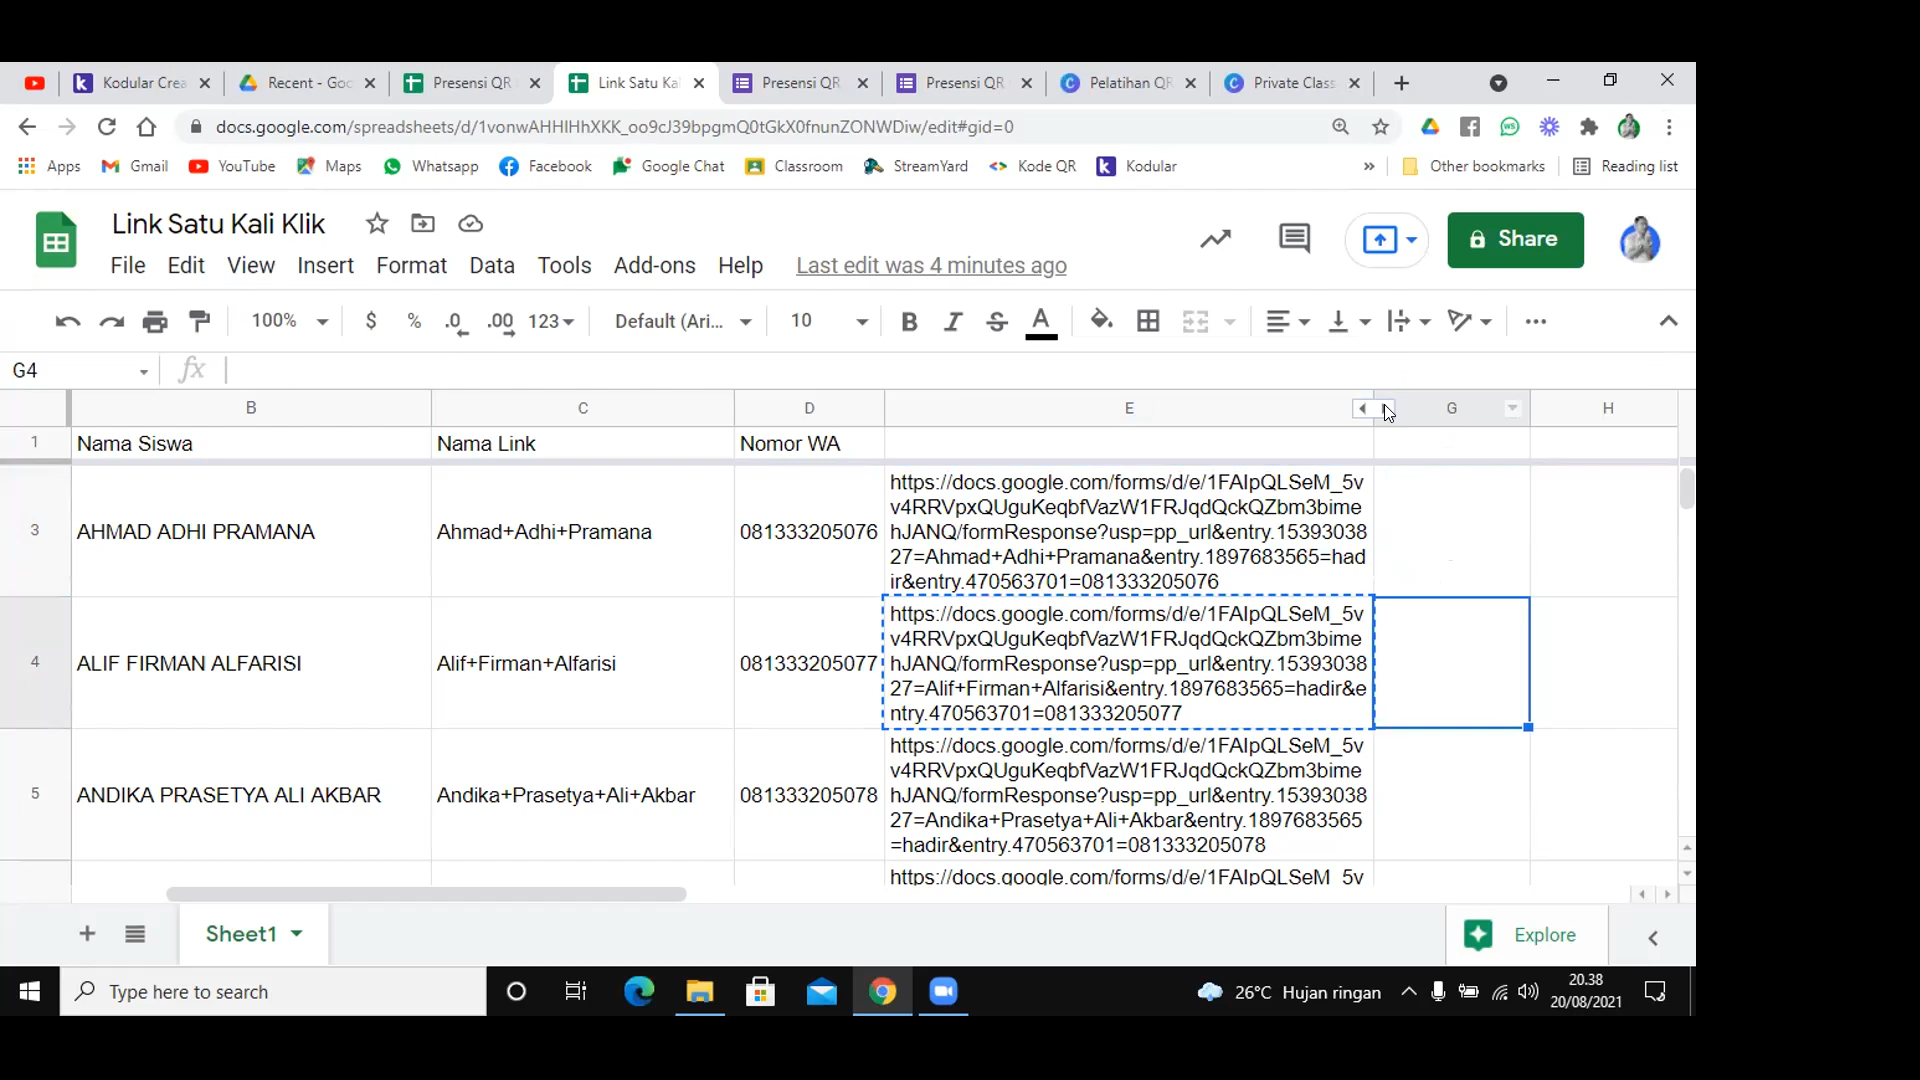 Kodular Crea
Recent - Goo
Presensi QR
Link Satu Kal
Presensi QR
Presensi QR
Pelatihan QR
Private Class
docs.google.com/spreadsheets/d/1vonwAHHIHhXKK_oo9cJ39bpgmQ0tGkX0fnunZONWDiw/edit#gid=0
Apps
Gmail
YouTube
Maps
Whatsapp
Facebook
Google Chat
Classroom
StreamYard
Kode QR
Kodular
Other bookmarks
Reading list
Link Satu Kali Klik
Share
File Edit View Insert Format Data Tools Add-ons Help Last edit was 4 minutes ago
100% $ % .0 .00 123 Default (Ari... 10 B I S A
G4 fx
B C D E G H
1 Nama Siswa Nama Link Nomor WA
https://docs.google.com/forms/d/e/1FAIpQLSeM_5v
v4RRVpxQUguKeqbfVazW1FRJqdQckQZbm3bime
3 AHMAD ADHI PRAMANA Ahmad+Adhi+Pramana 081333205076 hJANQ/formResponse?usp=pp_url&entry.15393038
27=Ahmad+Adhi+Pramana&entry.1897683565=had
ir&entry.470563701=081333205076
https://docs.google.com/forms/d/e/1FAIpQLSeM_5v
v4RRVpxQUguKeqbfVazW1FRJqdQckQZbm3bime
4 ALIF FIRMAN ALFARISI Alif+Firman+Alfarisi 081333205077 hJANQ/formResponse?usp=pp_url&entry.15393038
27=Alif+Firman+Alfarisi&entry.1897683565=hadir&e
ntry.470563701=081333205077
https://docs.google.com/forms/d/e/1FAIpQLSeM_5v
v4RRVpxQUguKeqbfVazW1FRJqdQckQZbm3bime
5 ANDIKA PRASETYA ALI AKBAR Andika+Prasetya+Ali+Akbar 081333205078 hJANQ/formResponse?usp=pp_url&entry.15393038
27=Andika+Prasetya+Ali+Akbar&entry.1897683565
=hadir&entry.470563701=081333205078
https://docs.google.com/forms/d/e/1FAIpQLSeM_5v
Sheet1
Explore
Type here to search
26°C Hujan ringan
20.38
20/08/2021